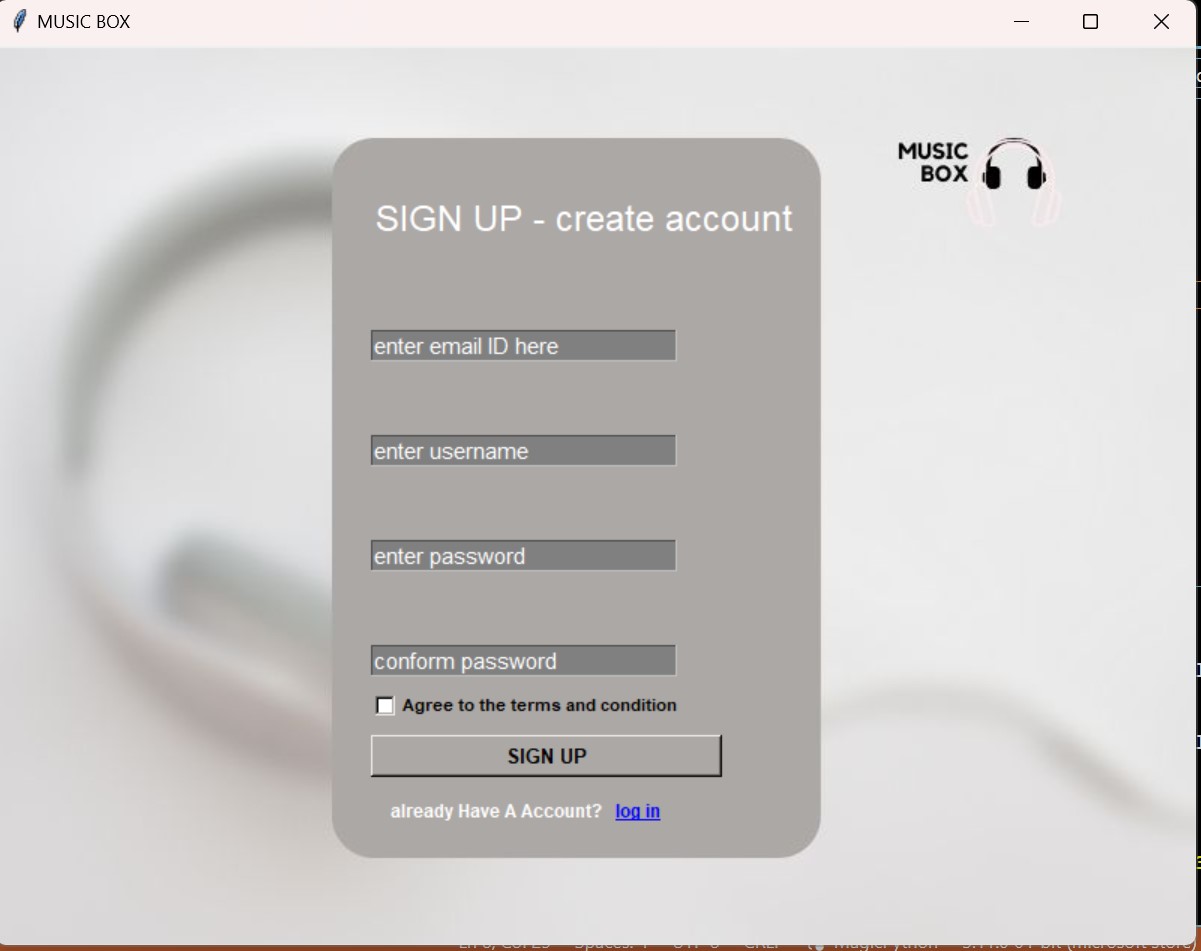 MUSIC BOX
MUSIC
BOX
SIGN UP - create account
enter email ID here
enter username
enter password
conform password
Agree to the terms and condition
SIGN UP
already Have A Account? log in